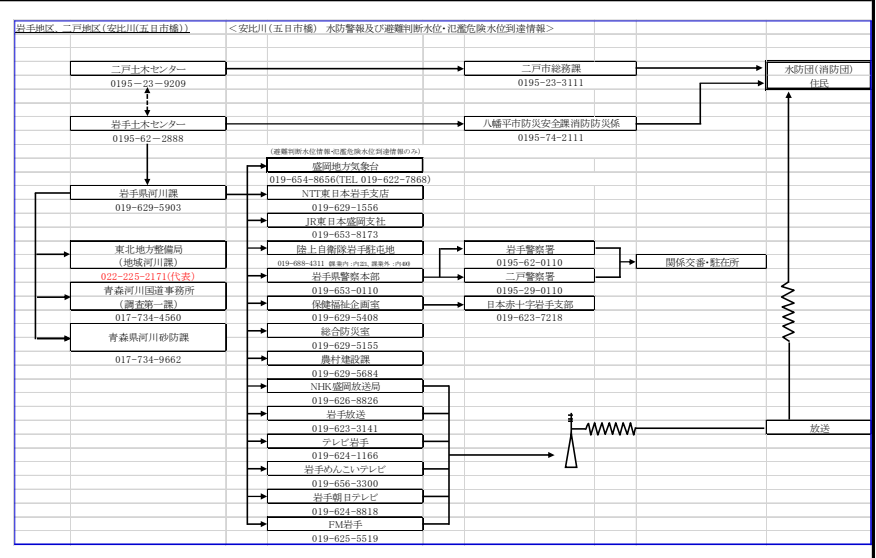 岩手地区、二戸地区(安比川(五日市橋))
＜安比川(五日市橋)　水防警報及び避難判断水位・氾濫危険水位到達情報＞
二戸土木センター
0195－23－9209
二戸市総務課
0195-23-3111
水防団(消防団)
住民
岩手土木センター
0195-62－2888
八幡平市防災安全課消防防災係
0195-74-2111
(避難判断水位情報・氾濫危険水位到達情報のみ)
盛岡地方気象台
019-654-8656(TEL 019-622-7868)
岩手県河川課
019-629-5903
NTT東日本岩手支店
019-629-1556
JR東日本盛岡支社
019-653-8173
東北地方整備局
(地域河川課)
022-225-2171(代表)
青森河川国道事務所
(調査第一課)
017-734-4560
青森県河川砂防課
017-734-9662
陸上自衛隊岩手駐屯地
019-688-4311
岩手県警察本部
019-653-0110
岩手警察署
0195-62-0110
二戸警察署
0195-29-0110
関係交番・駐在所
保健福祉企画室
019-629-5408
日本赤十字岩手支部
019-623-7218
総合防災室
019-629-5155
農村建設課
019-629-5684
NHK盛岡放送局
019-626-8826
岩手放送
019-623-3141
テレビ岩手
019-624-1166
岩手めんこいテレビ
019-656-3300
岩手朝日テレビ
019-624-8818
FM岩手
019-625-5519
放送